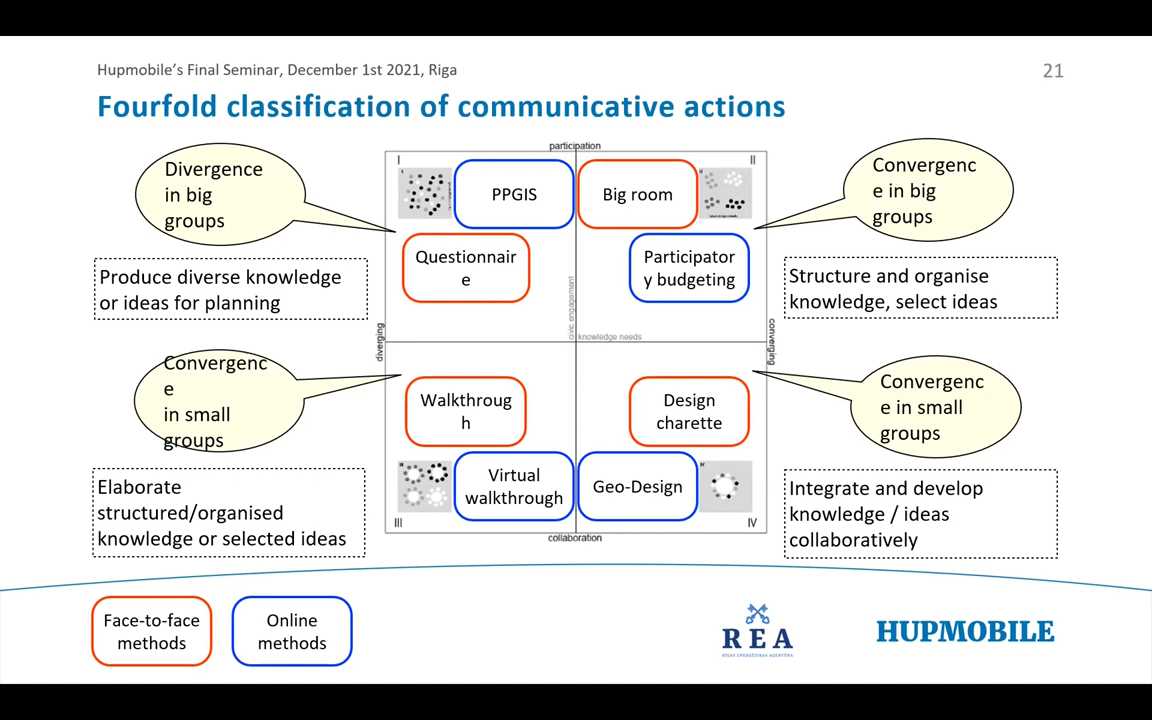 Hupmobile's Final Seminar, December 1st 2021, Riga
21
Fourfold classification of communicative actions
participation
I
II
Divergence
in big
groups
PPGIS
Big room
Convergenc
e in big
groups
Questionnair
e
Participator
y budgeting
Produce diverse knowledge
or ideas for planning
Structure and organise
knowledge, select ideas
civic engagement
knowledge needs
diverging
converging
Convergenc
e
in small
groups
Walkthroug
h
Design
charette
Convergenc
e in small
groups
Virtual
walkthrough
Geo-Design
Elaborate
structured/organised
knowledge or selected ideas
Integrate and develop
knowledge / ideas
collaboratively
III
IV
collaboration
Face-to-face
methods
Online
methods
REA
RĪGAS ENERĢĒTIKAS AĢENTŪRA
HUPMOBILE